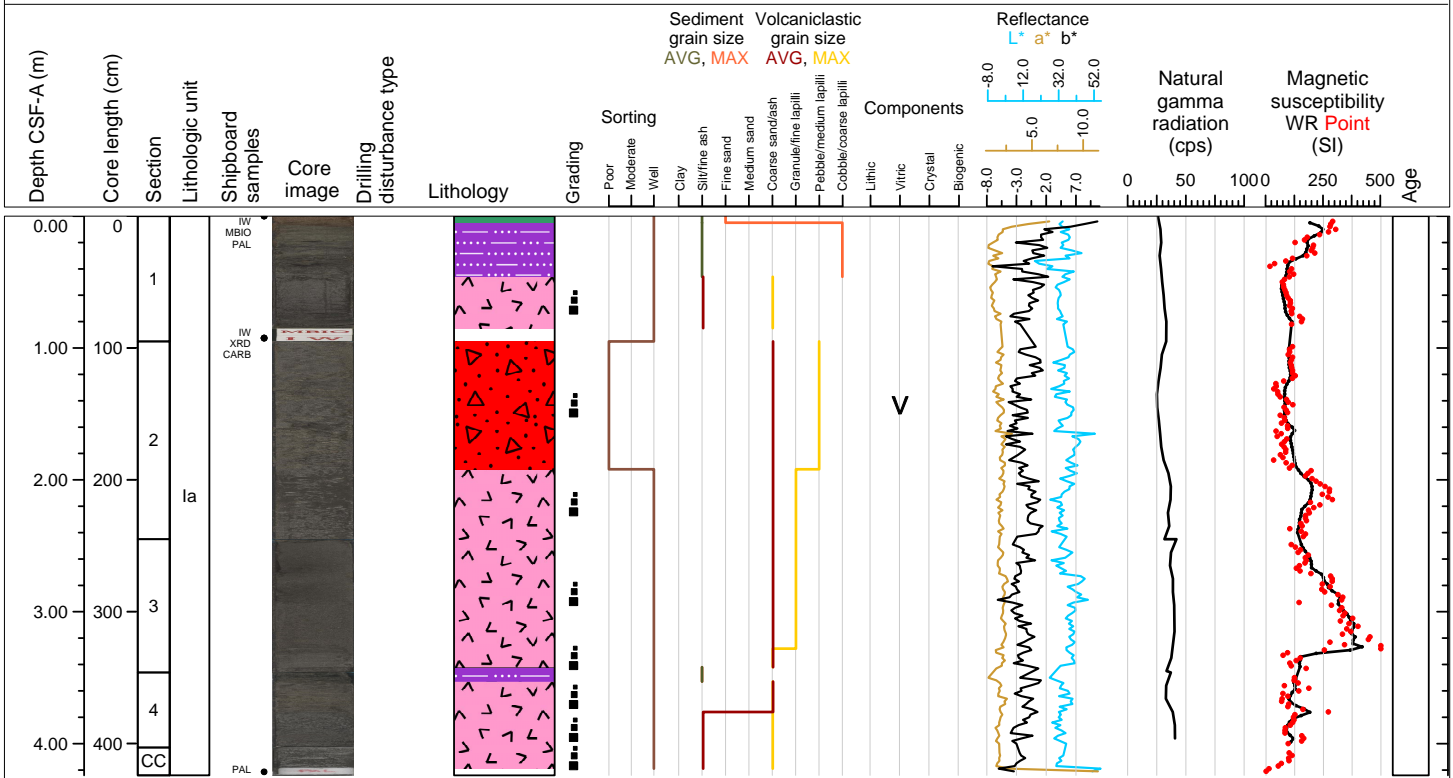 Depth CSF-A (m)
Core length (cm)
Section
Lithologic unit
Shipboard
samples
Core
image
Drilling
disturbance type
Lithology
Grading
Sorting
Poor
Moderate
Well
Sediment
grain size
AVG, MAX
Volcaniclastic
grain size
AVG, MAX
Clay
Silt/fine ash
Fine sand
Medium sand
Coarse sand/ash
Granule/fine lapilli
Pebble/medium lapilli
Cobble/coarse lapilli
Components
Lithic
Vitric
Crystal
Biogenic
Reflectance
L* a* b*
-8.0 12.0 32.0 52.0
5.0 10.0
-8.0 -3.0 2.0 7.0
Natural
gamma
radiation
(cps)
0 50 100
Magnetic
susceptibility
WR Point
(SI)
0 250 500
Age
0.00 0
IW
MBIO
PAL
1
MBIO
IW
IW
XRD
CARB
1.00 100
V
2
2.00 200
Ia
3
3.00 300
4
4.00 400
CC
PAL
PAL